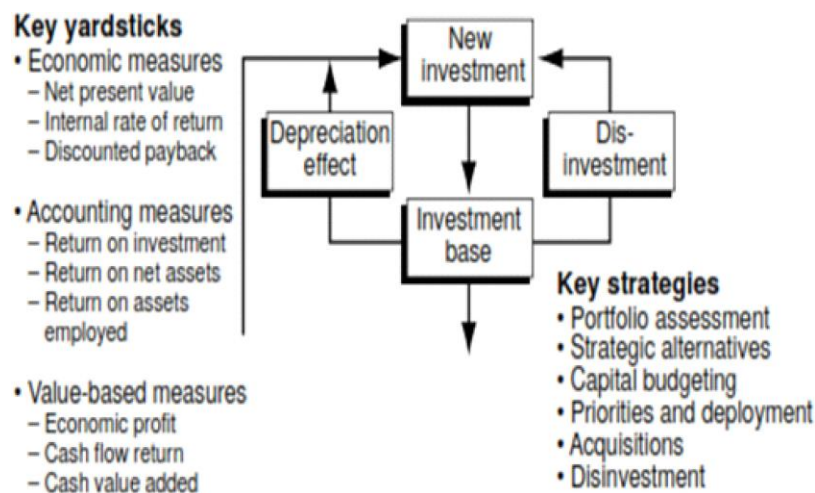 Key yardsticks
• Economic measures
– Net present value
– Internal rate of return
– Discounted payback
• Accounting measures
– Return on investment
– Return on net assets
– Return on assets
employed
• Value-based measures
– Economic profit
– Cash flow return
– Cash value added
New
investment
Depreciation
effect
Dis-
investment
Investment
base
Key strategies
• Portfolio assessment
• Strategic alternatives
• Capital budgeting
• Priorities and deployment
• Acquisitions
• Disinvestment